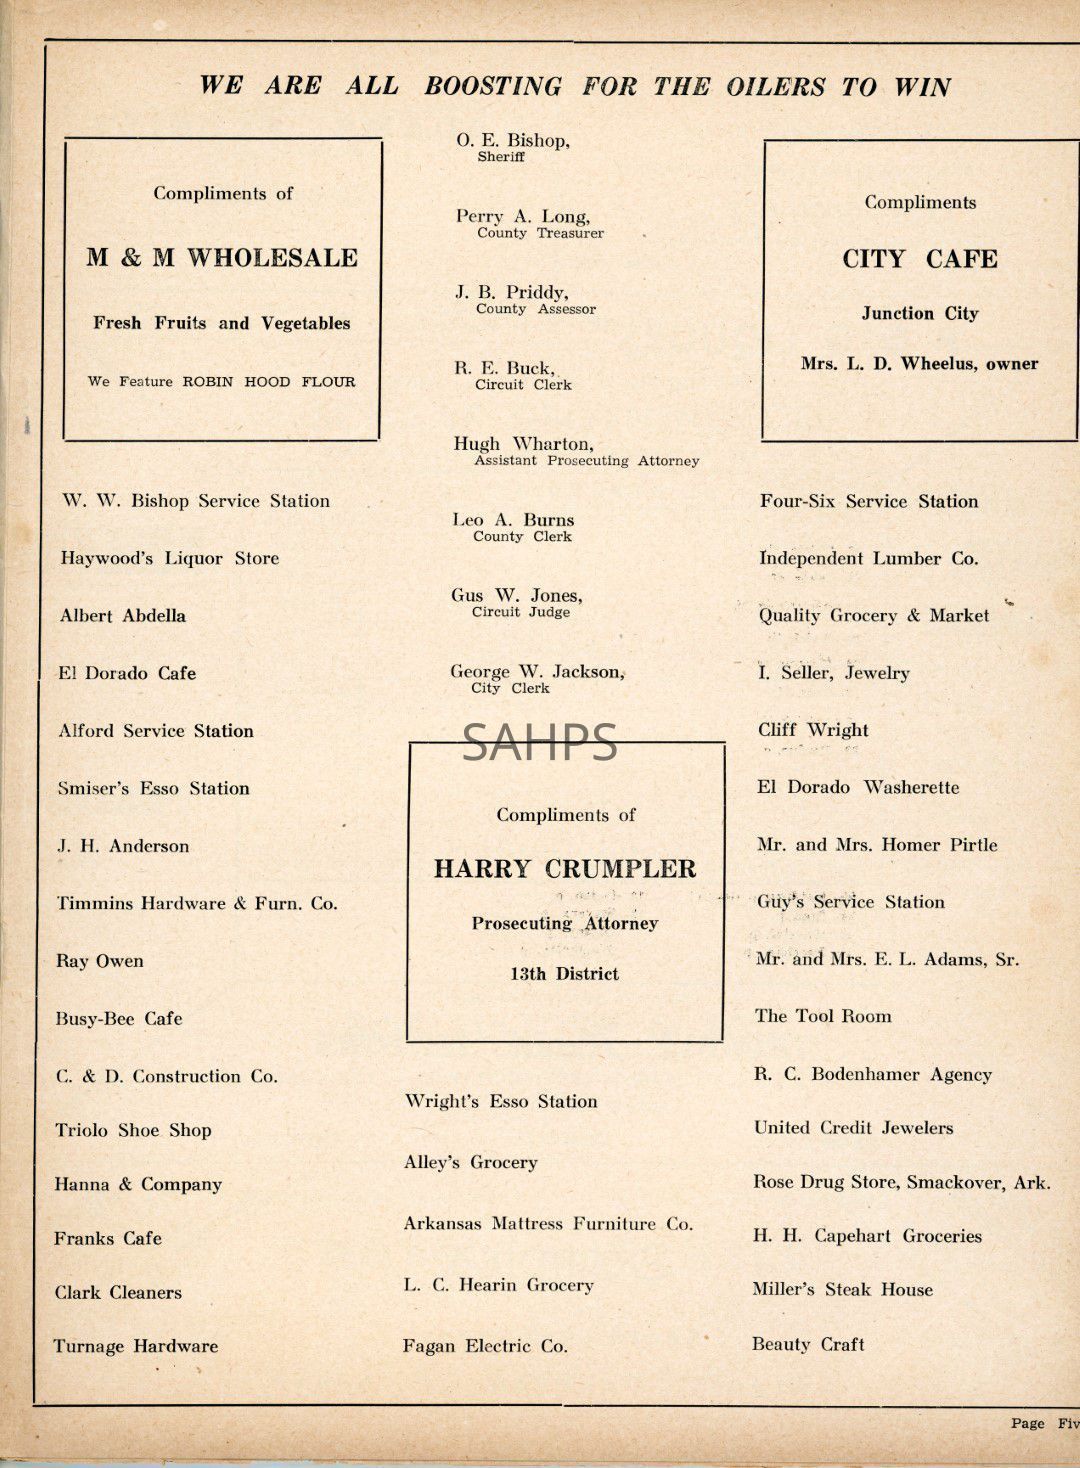 WE ARE ALL BOOSTING FOR THE OILERS TO WIN
Compliments of
M & M WHOLESALE
Fresh Fruits and Vegetables
We Feature ROBIN HOOD FLOUR
W. W. Bishop Service Station
Haywood's Liquor Store
Albert Abdella
El Dorado Cafe
Alford Service Station
Smiser's Esso Station
J. H. Anderson
Timmins Hardware & Furn. Co.
Ray Owen
Busy-Bee Cafe
C. & D. Construction Co.
Triolo Shoe Shop
Hanna & Company
Franks Cafe
Clark Cleaners
Turnage Hardware
O. E. Bishop,
Sheriff
Perry A. Long,
County Treasurer
J. B. Priddy,
County Assessor
R. E. Buck,
Circuit Clerk
Hugh Wharton,
Assistant Prosecuting Attorney
Leo A. Burns
County Clerk
Gus W. Jones,
Circuit Judge
George W. Jackson,
City Clerk
SAHPS
Compliments of
HARRY CRUMPLER
Prosecuting Attorney
13th District
Wright's Esso Station
Alley's Grocery
Arkansas Mattress Furniture Co.
L. C. Hearin Grocery
Fagan Electric Co.
Compliments
CITY CAFE
Junction City
Mrs. L. D. Wheelus, owner
Four-Six Service Station
Independent Lumber Co.
Quality Grocery & Market
I. Seller, Jewelry
Cliff Wright
El Dorado Washerette
Mr. and Mrs. Homer Pirtle
Guy's Service Station
Mr. and Mrs. E. L. Adams, Sr.
The Tool Room
R. C. Bodenhamer Agency
United Credit Jewelers
Rose Drug Store, Smackover, Ark.
H. H. Capehart Groceries
Miller's Steak House
Beauty Craft
Page Fiv